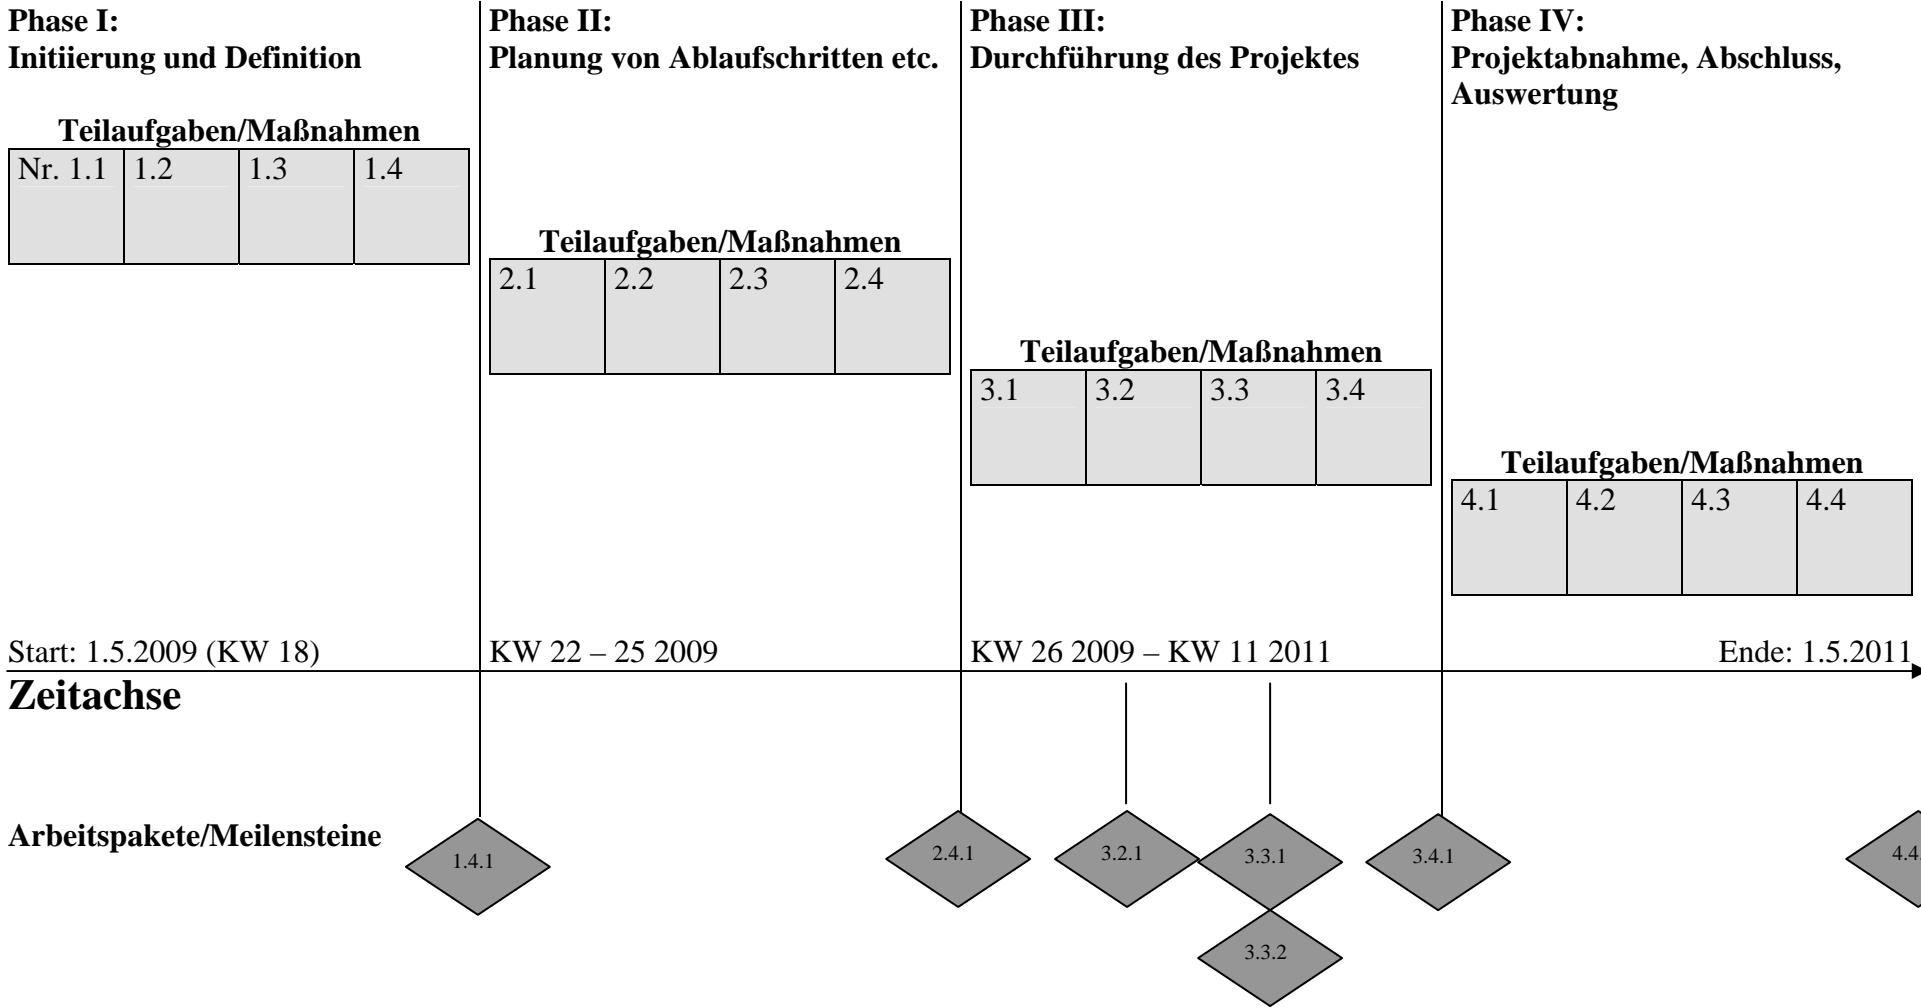 Phase I:
Initiierung und Definition
Teilaufgaben/Maßnahmen
Nr. 1.1
1.2
1.3
1.4
Phase II:
Planung von Ablaufschritten etc.
Teilaufgaben/Maßnahmen
2.1
2.2
2.3
2.4
Phase III:
Durchführung des Projektes
Teilaufgaben/Maßnahmen
3.1
3.2
3.3
3.4
Phase IV:
Projektabnahme, Abschluss,
Auswertung
Teilaufgaben/Maßnahmen
4.1
4.2
4.3
4.4
Start: 1.5.2009 (KW 18)
KW 22 – 25 2009
KW 26 2009 – KW 11 2011
Ende: 1.5.2011
Zeitachse
Arbeitspakete/Meilensteine
1.4.1
2.4.1
3.2.1
3.3.1
3.4.1
4.4.
3.3.2